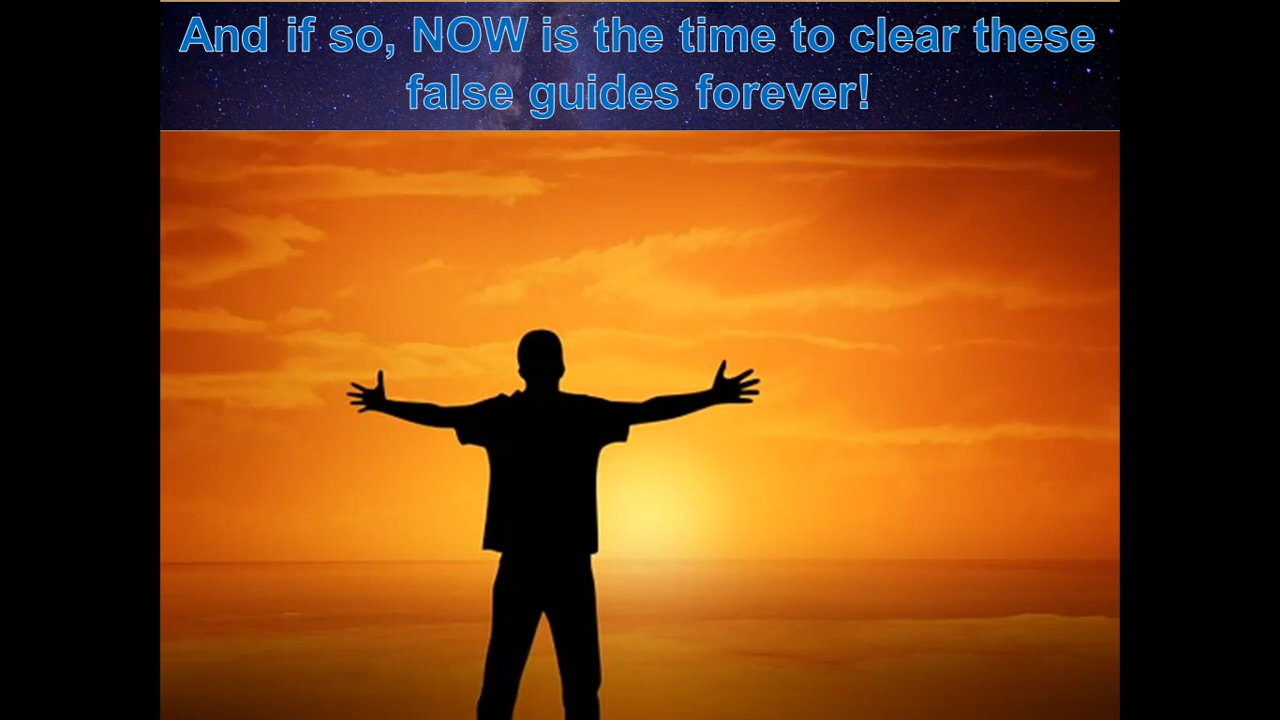 And if so, NOW is the time to clear these
false guides forever!